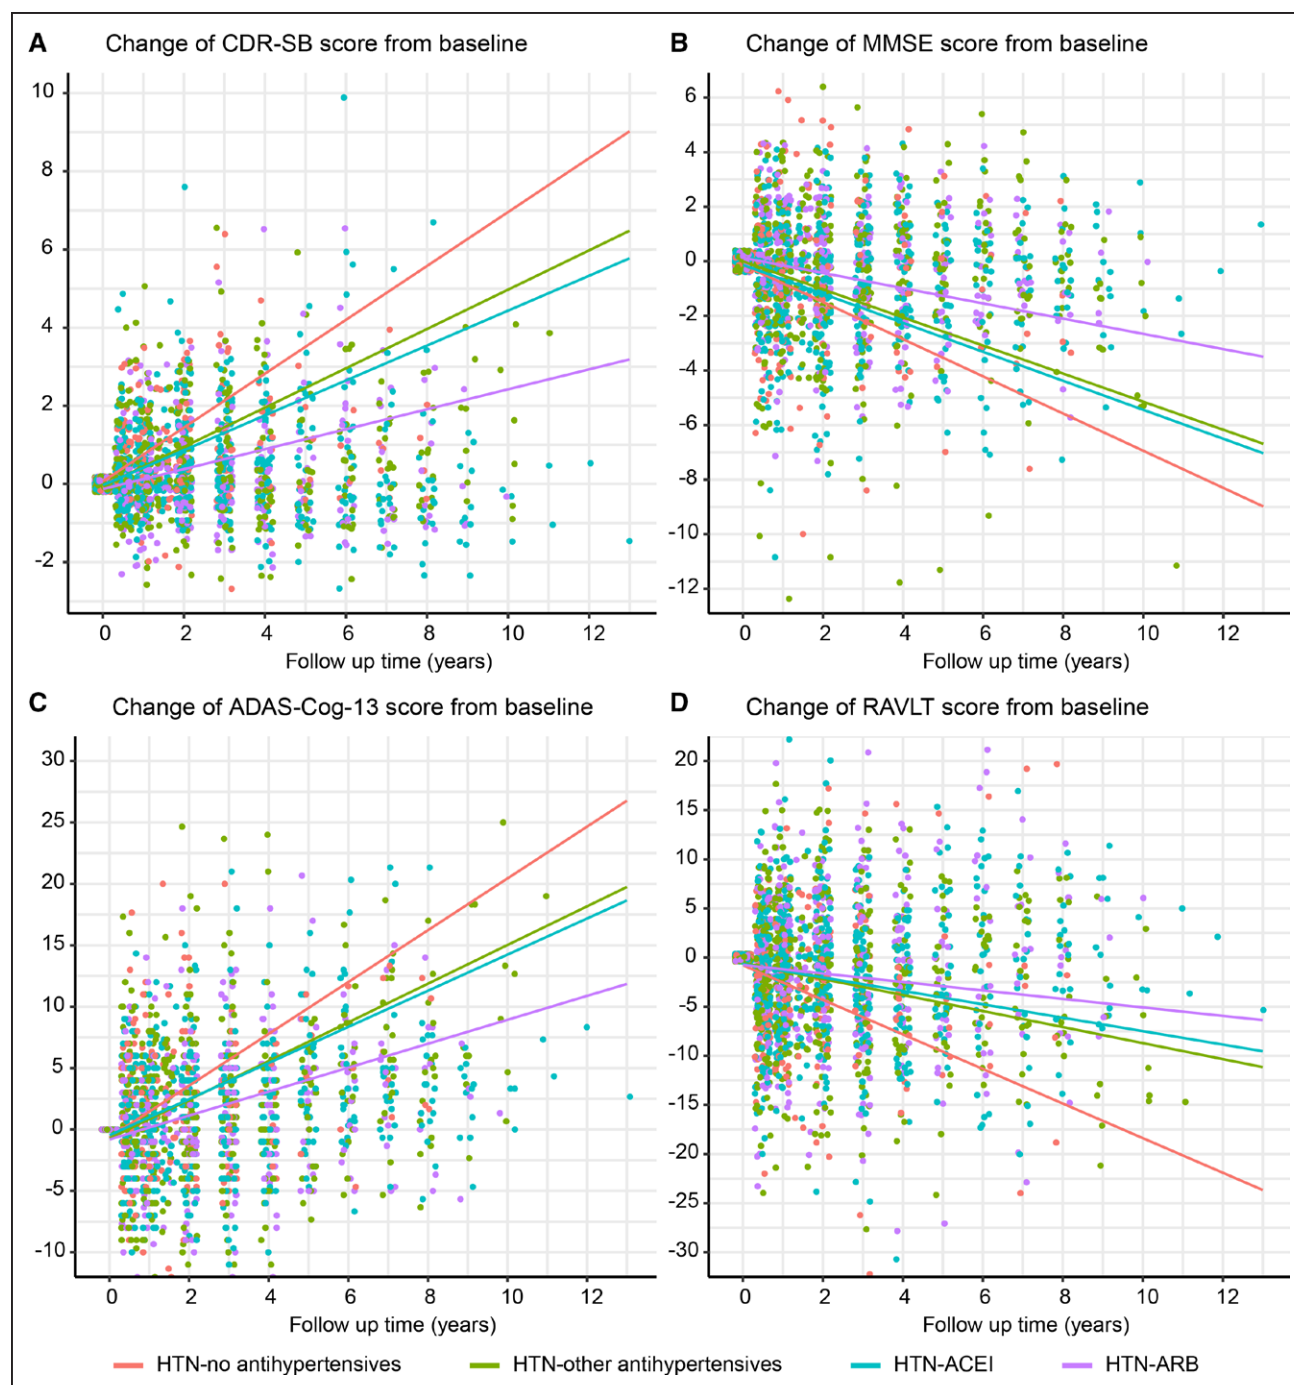 A Change of CDR-SB score from baseline
10
8
6
4
2
0
-2
0 2 4 6 8 10 12
Follow up time (years)
B Change of MMSE score from baseline
6
4
2
0
-2
-4
-6
-8
-10
-12
0 2 4 6 8 10 12
Follow up time (years)
C Change of ADAS-Cog-13 score from baseline
30
25
20
15
10
5
0
-5
-10
0 2 4 6 8 10 12
Follow up time (years)
D Change of RAVLT score from baseline
20
15
10
5
0
-5
-10
-15
-20
-25
-30
0 2 4 6 8 10 12
Follow up time (years)
HTN-no antihypertensives HTN-other antihypertensives HTN-ACEI HTN-ARB